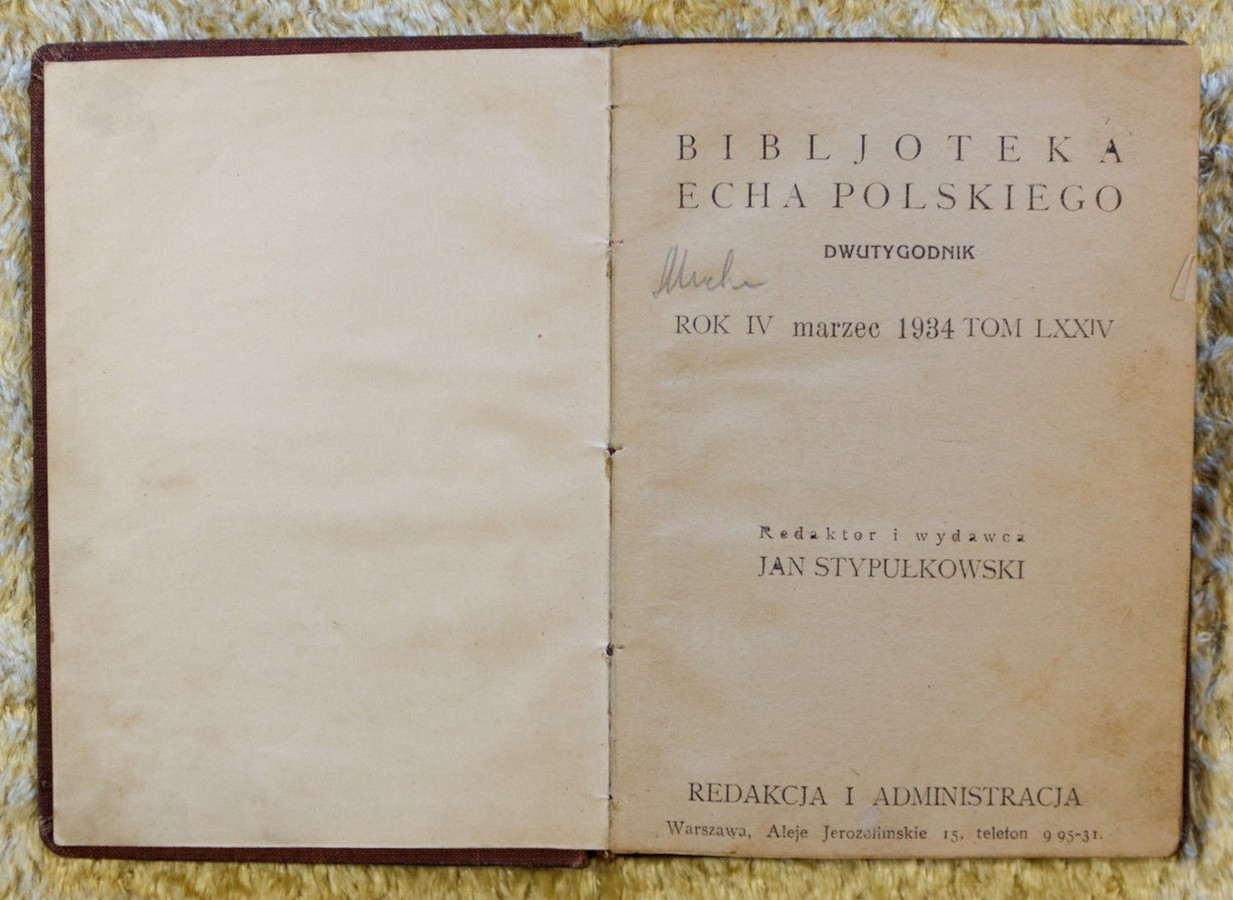 BIBLJOTEKA
ECHA POLSKIEGO
DWUTYGODNIK
ROK IV marzec 1934 TOM LXXIV
Redaktor i wydawca
JAN STYPUŁKOWSKI
REDAKCJA I ADMINISTRACJA
Warszawa, Aleje Jerozolimskie 15, telefon 9 95-31.